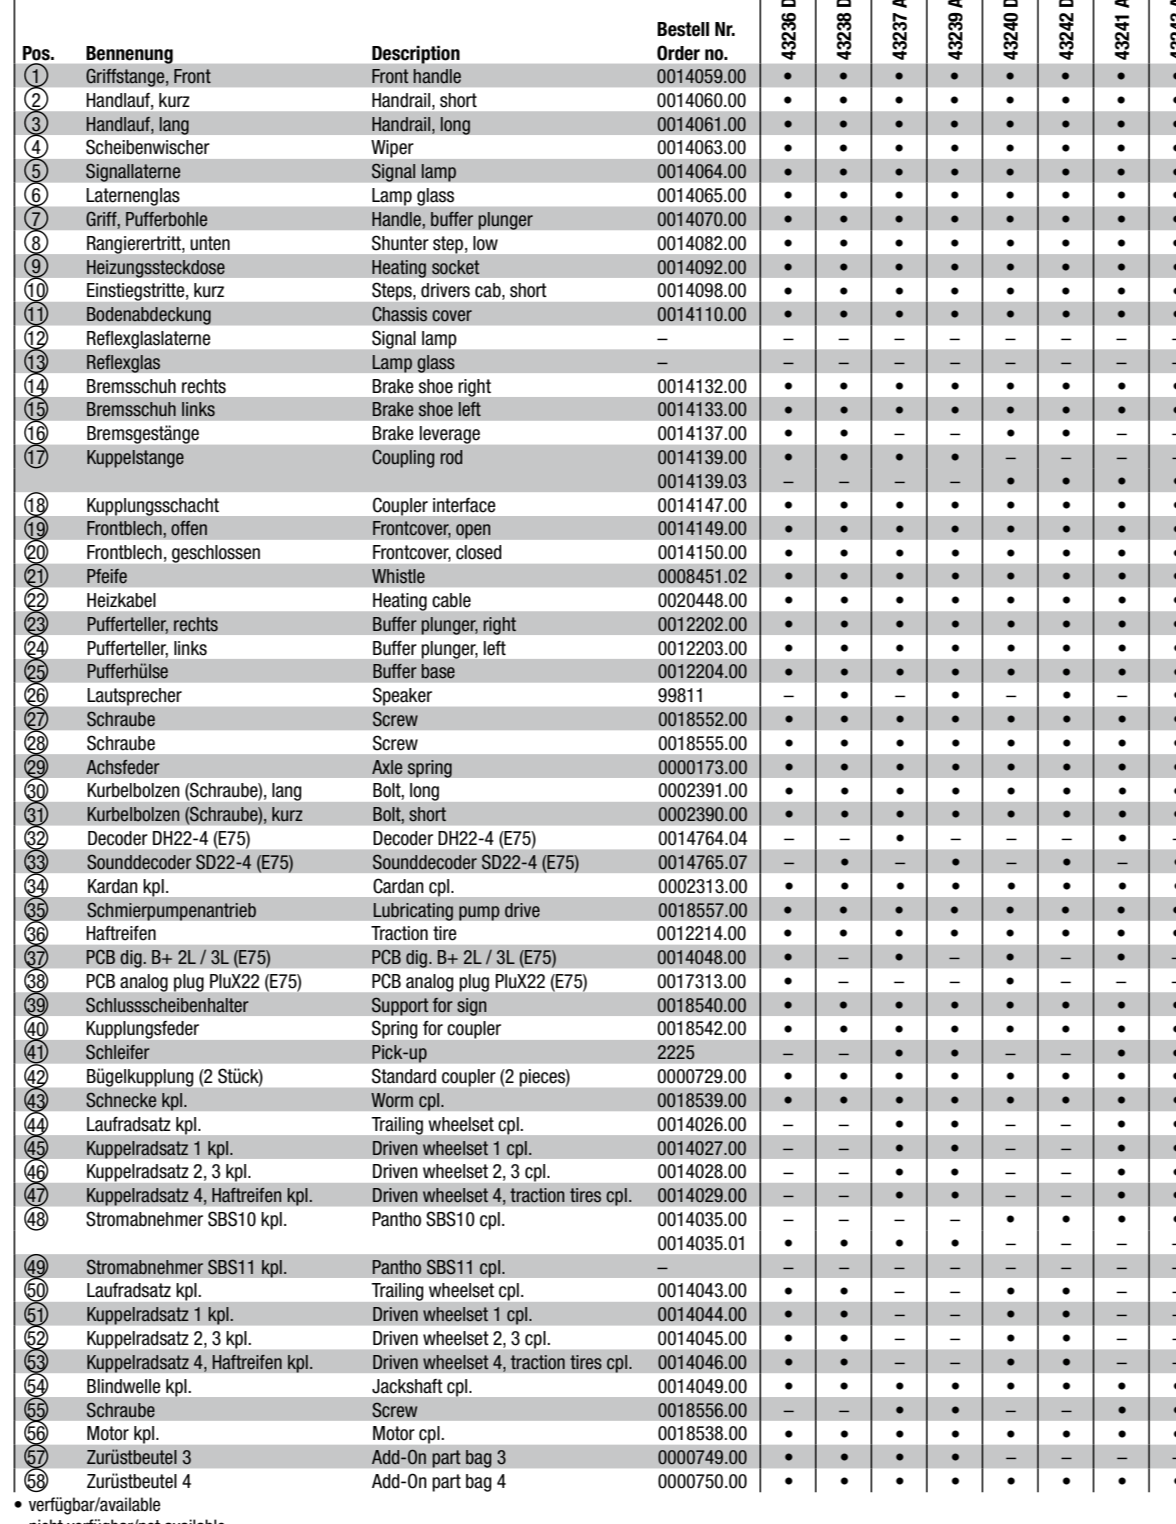 Pos. Bennenung Description Bestell Nr. Order no. 43236 D 43238 D 43237 A 43239 A 43240 D 43242 D 43241 A
1 Griffstange, Front Front handle 0014059.00 • • • • • • • •
2 Handlauf, kurz Handrail, short 0014060.00 • • • • • • • •
3 Handlauf, lang Handrail, long 0014061.00 • • • • • • • •
4 Scheibenwischer Wiper 0014063.00 • • • • • • • •
5 Signallaterne Signal lamp 0014064.00 • • • • • • • •
6 Laternenglas Lamp glass 0014065.00 • • • • • • • •
7 Griff, Pufferbohle Handle, buffer plunger 0014070.00 • • • • • • • •
8 Rangierertritt, unten Shunter step, low 0014082.00 • • • • • • • •
9 Heizungssteckdose Heating socket 0014092.00 • • • • • • • •
10 Einstiegstritte, kurz Steps, drivers cab, short 0014098.00 • • • • • • • •
11 Bodenabdeckung Chassis cover 0014110.00 • • • • • • • •
12 Reflexglaslaterne Signal lamp – – – – – – – – –
13 Reflexglas Lamp glass – – – – – – – – –
14 Bremsschuh rechts Brake shoe right 0014132.00 • • • • • • • •
15 Bremsschuh links Brake shoe left 0014133.00 • • • • • • • •
16 Bremsgestänge Brake leverage 0014137.00 • • – – • • – –
17 Kuppelstange Coupling rod 0014139.00 • • • • – – – –
0014139.03 – – – – • • • •
18 Kupplungsschacht Coupler interface 0014147.00 • • • • • • • •
19 Frontblech, offen Frontcover, open 0014149.00 • • • • • • • •
20 Frontblech, geschlossen Frontcover, closed 0014150.00 • • • • • • • •
21 Pfeife Whistle 0008451.02 • • • • • • • •
22 Heizkabel Heating cable 0020448.00 • • • • • • • •
23 Pufferteller, rechts Buffer plunger, right 0012202.00 • • • • • • • •
24 Pufferteller, links Buffer plunger, left 0012203.00 • • • • • • • •
25 Pufferhülse Buffer base 0012204.00 • • • • • • • •
26 Lautsprecher Speaker 99811 – • – • – • – •
27 Schraube Screw 0018552.00 • • • • • • • •
28 Schraube Screw 0018555.00 • • • • • • • •
29 Achsfeder Axle spring 0000173.00 • • • • • • • •
30 Kurbelbolzen (Schraube), lang Bolt, long 0002391.00 • • • • • • • •
31 Kurbelbolzen (Schraube), kurz Bolt, short 0002390.00 • • • • • • • •
32 Decoder DH22-4 (E75) Decoder DH22-4 (E75) 0014764.04 – – • – – – • –
33 Sounddecoder SD22-4 (E75) Sounddecoder SD22-4 (E75) 0014765.07 – • – • – • – •
34 Kardan kpl. Cardan cpl. 0002313.00 • • • • • • • •
35 Schmierpumpenantrieb Lubricating pump drive 0018557.00 • • • • • • • •
36 Haftreifen Traction tire 0012214.00 • • • • • • • •
37 PCB dig. B+ 2L / 3L (E75) PCB dig. B+ 2L / 3L (E75) 0014048.00 • – • – • – • –
38 PCB analog plug PluX22 (E75) PCB analog plug PluX22 (E75) 0017313.00 • – – – • – – –
39 Schlussscheibenhalter Support for sign 0018540.00 • • • • • • • •
40 Kupplungsfeder Spring for coupler 0018542.00 • • • • • • • •
41 Schleifer Pick-up 2225 – – • • – – • •
42 Bügelkupplung (2 Stück) Standard coupler (2 pieces) 0000729.00 • • • • • • • •
43 Schnecke kpl. Worm cpl. 0018539.00 • • • • • • • •
44 Laufradsatz kpl. Trailing wheelset cpl. 0014026.00 – – • • – – • •
45 Kuppelradsatz 1 kpl. Driven wheelset 1 cpl. 0014027.00 – – • • – – • •
46 Kuppelradsatz 2, 3 kpl. Driven wheelset 2, 3 cpl. 0014028.00 – – • • – – • •
47 Kuppelradsatz 4, Haftreifen kpl. Driven wheelset 4, traction tires cpl. 0014029.00 – – • • – – • •
48 Stromabnehmer SBS10 kpl. Pantho SBS10 cpl. 0014035.00 – – – – • • • •
0014035.01 • • • • – – – –
49 Stromabnehmer SBS11 kpl. Pantho SBS11 cpl. – – – – – – – – –
50 Laufradsatz kpl. Trailing wheelset cpl. 0014043.00 • • – – • • – –
51 Kuppelradsatz 1 kpl. Driven wheelset 1 cpl. 0014044.00 • • – – • • – –
52 Kuppelradsatz 2, 3 kpl. Driven wheelset 2, 3 cpl. 0014045.00 • • – – • • – –
53 Kuppelradsatz 4, Haftreifen kpl. Driven wheelset 4, traction tires cpl. 0014046.00 • • – – • • – –
54 Blindwelle kpl. Jackshaft cpl. 0014049.00 • • • • • • • •
55 Schraube Screw 0018556.00 – – • • – – • •
56 Motor kpl. Motor cpl. 0018538.00 • • • • • • • •
57 Zurüstbeutel 3 Add-On part bag 3 0000749.00 • • • • – – – –
58 Zurüstbeutel 4 Add-On part bag 4 0000750.00 • • • • • • • •
• verfügbar/available